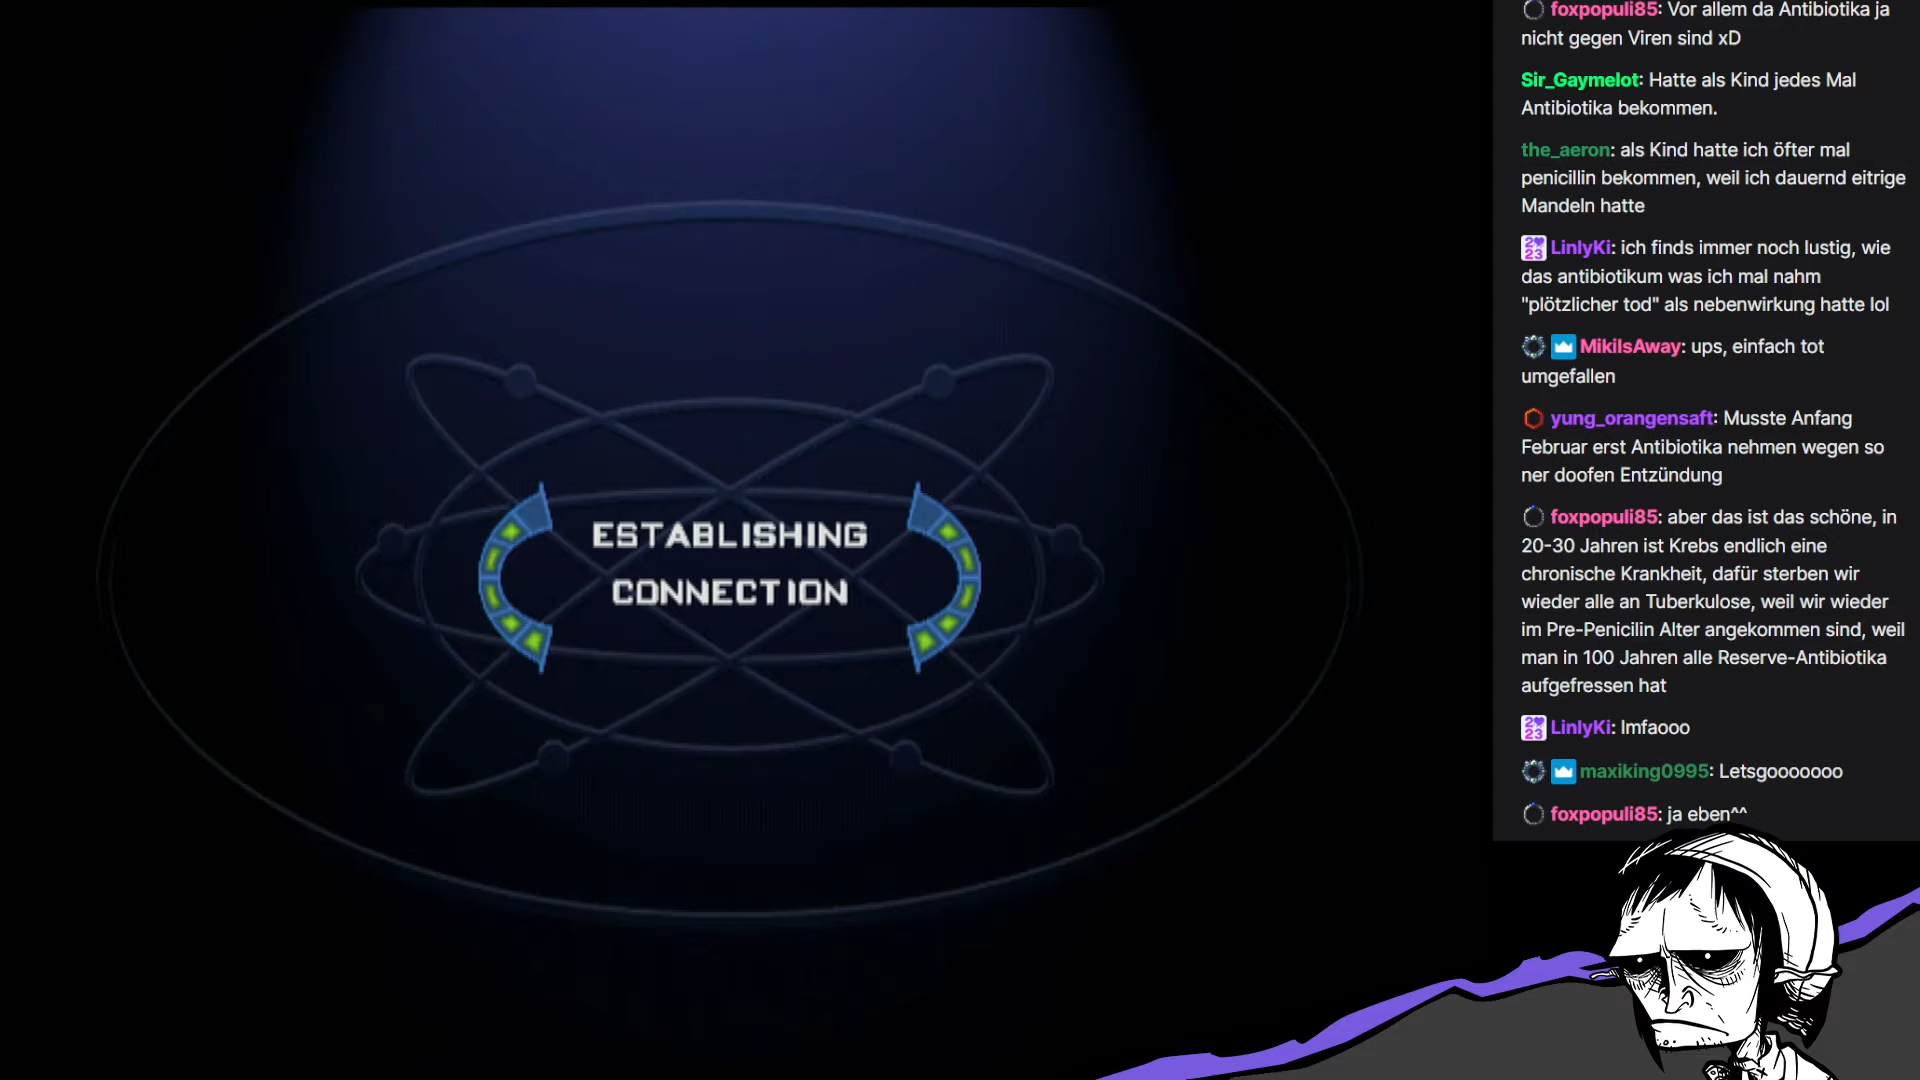 foxpopuli85: Vor allem da Antibiotika ja
nicht gegen Viren sind xD
Sir_Gaymelot: Hatte als Kind jedes Mal
Antibiotika bekommen.
the_aeron: als Kind hatte ich öfter mal
penicillin bekommen, weil ich dauernd eitrige
Mandeln hatte
LinlyKi: ich finds immer noch lustig, wie
das antibiotikum was ich mal nahm
"plötzlicher tod" als nebenwirkung hatte lol
MikiIsAway: ups, einfach tot
umgefallen
yung_orangensaft: Musste Anfang
Februar erst Antibiotika nehmen wegen so
ner doofen Entzündung
foxpopuli85: aber das ist das schöne, in
20-30 Jahren ist Krebs endlich eine
chronische Krankheit, dafür sterben wir
wieder alle an Tuberkulose, weil wir wieder
im Pre-Penicilin Alter angekommen sind, weil
man in 100 Jahren alle Reserve-Antibiotika
aufgefressen hat
LinlyKi: lmfaooo
maxiking0995: Letsgooooooo
foxpopuli85: ja eben^^
ESTABLISHING
CONNECTION